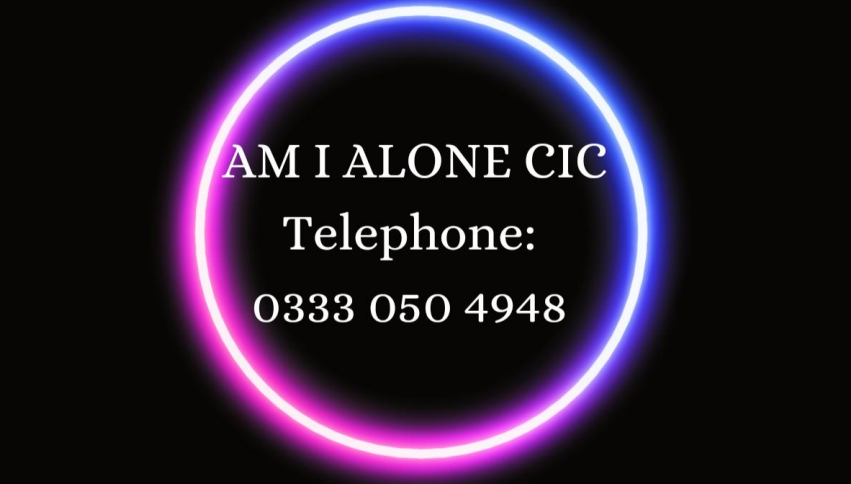 AM I ALONE CIC
Telephone:
0333 050 4948